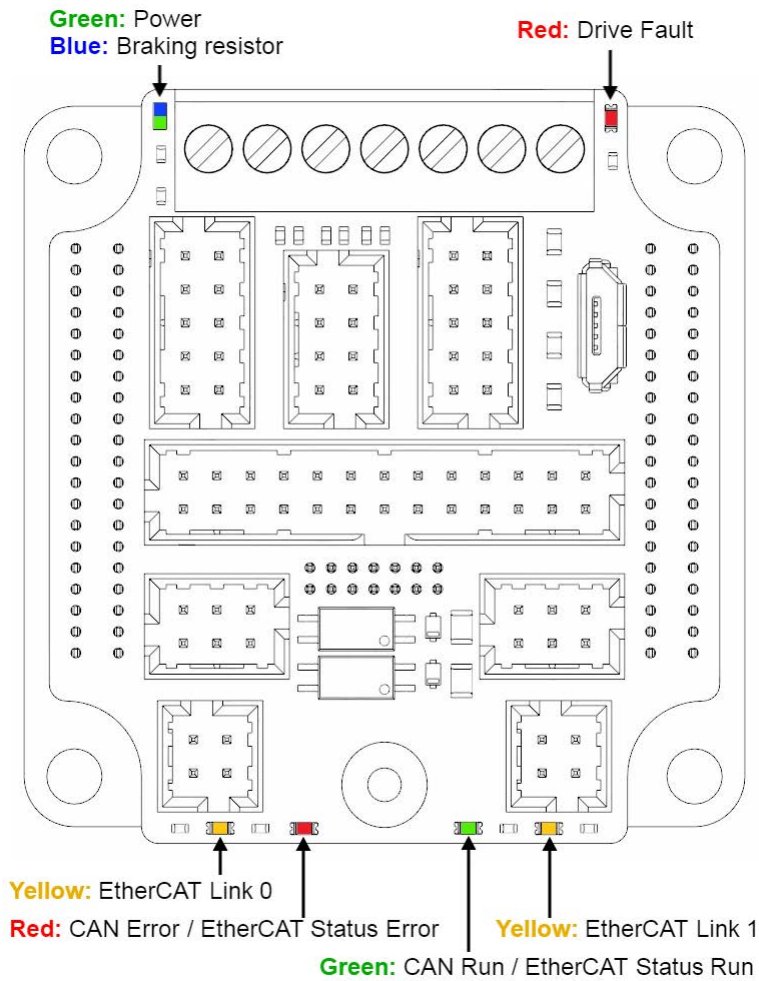 Green: Power
Blue: Braking resistor
Red: Drive Fault
Yellow: EtherCAT Link 0
Red: CAN Error / EtherCAT Status Error
Yellow: EtherCAT Link 1
Green: CAN Run / EtherCAT Status Run